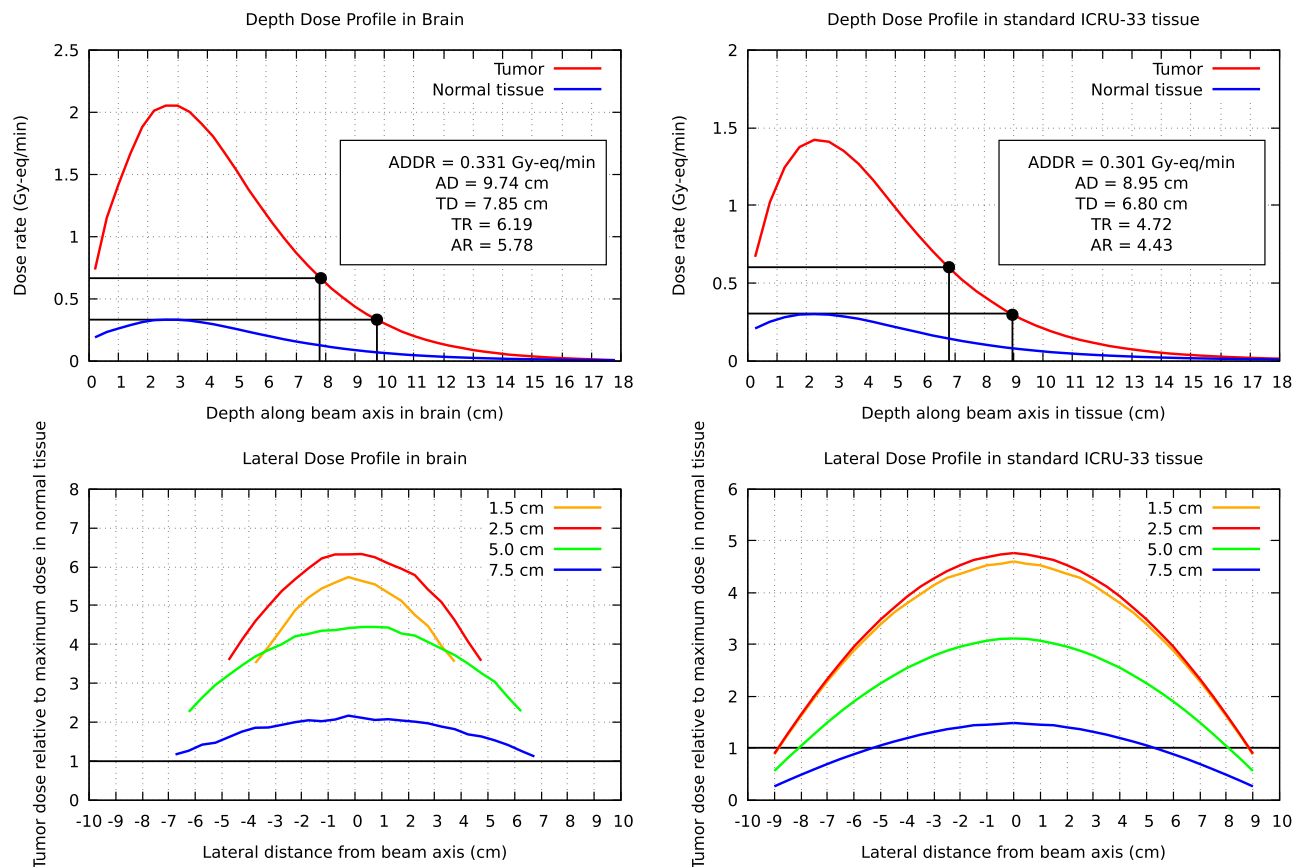 Depth Dose Profile in Brain
2.5
2
1.5
1
0.5
0
Dose rate (Gy-eq/min)
Tumor
Normal tissue
ADDR = 0.331 Gy-eq/min
AD = 9.74 cm
TD = 7.85 cm
TR = 6.19
AR = 5.78
0 1 2 3 4 5 6 7 8 9 10 11 12 13 14 15 16 17 18
Depth along beam axis in brain (cm)
Depth Dose Profile in standard ICRU-33 tissue
2
1.5
1
0.5
0
Dose rate (Gy-eq/min)
Tumor
Normal tissue
ADDR = 0.301 Gy-eq/min
AD = 8.95 cm
TD = 6.80 cm
TR = 4.72
AR = 4.43
0 1 2 3 4 5 6 7 8 9 10 11 12 13 14 15 16 17 18
Depth along beam axis in tissue (cm)
Lateral Dose Profile in brain
8
7
6
5
4
3
2
1
0
Tumor dose relative to maximum dose in normal tissue
1.5 cm
2.5 cm
5.0 cm
7.5 cm
-10 -9 -8 -7 -6 -5 -4 -3 -2 -1 0 1 2 3 4 5 6 7 8 9 10
Lateral distance from beam axis (cm)
Lateral Dose Profile in standard ICRU-33 tissue
6
5
4
3
2
1
0
Tumor dose relative to maximum dose in normal tissue
1.5 cm
2.5 cm
5.0 cm
7.5 cm
-10 -9 -8 -7 -6 -5 -4 -3 -2 -1 0 1 2 3 4 5 6 7 8 9 10
Lateral distance from beam axis (cm)